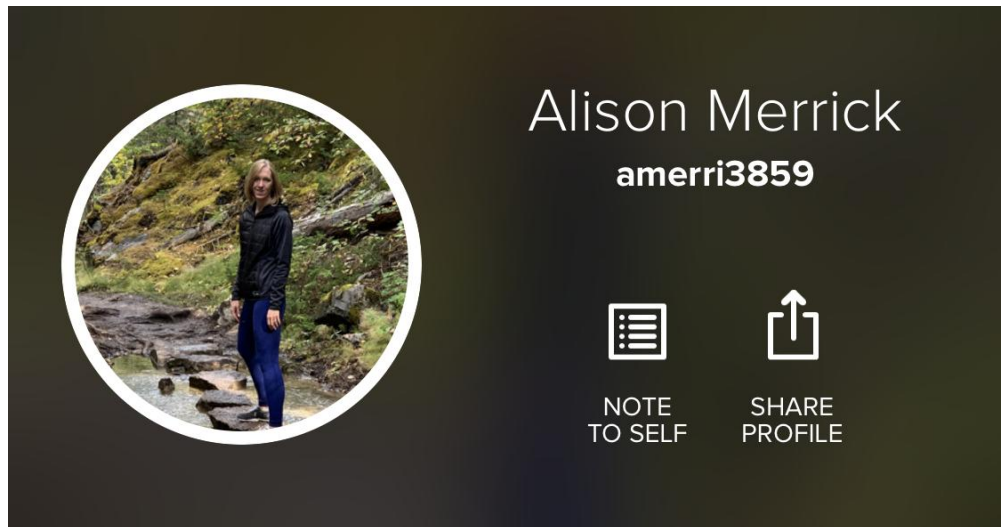 Alison Merrick
amerri3859
NOTE
TO SELF
SHARE
PROFILE